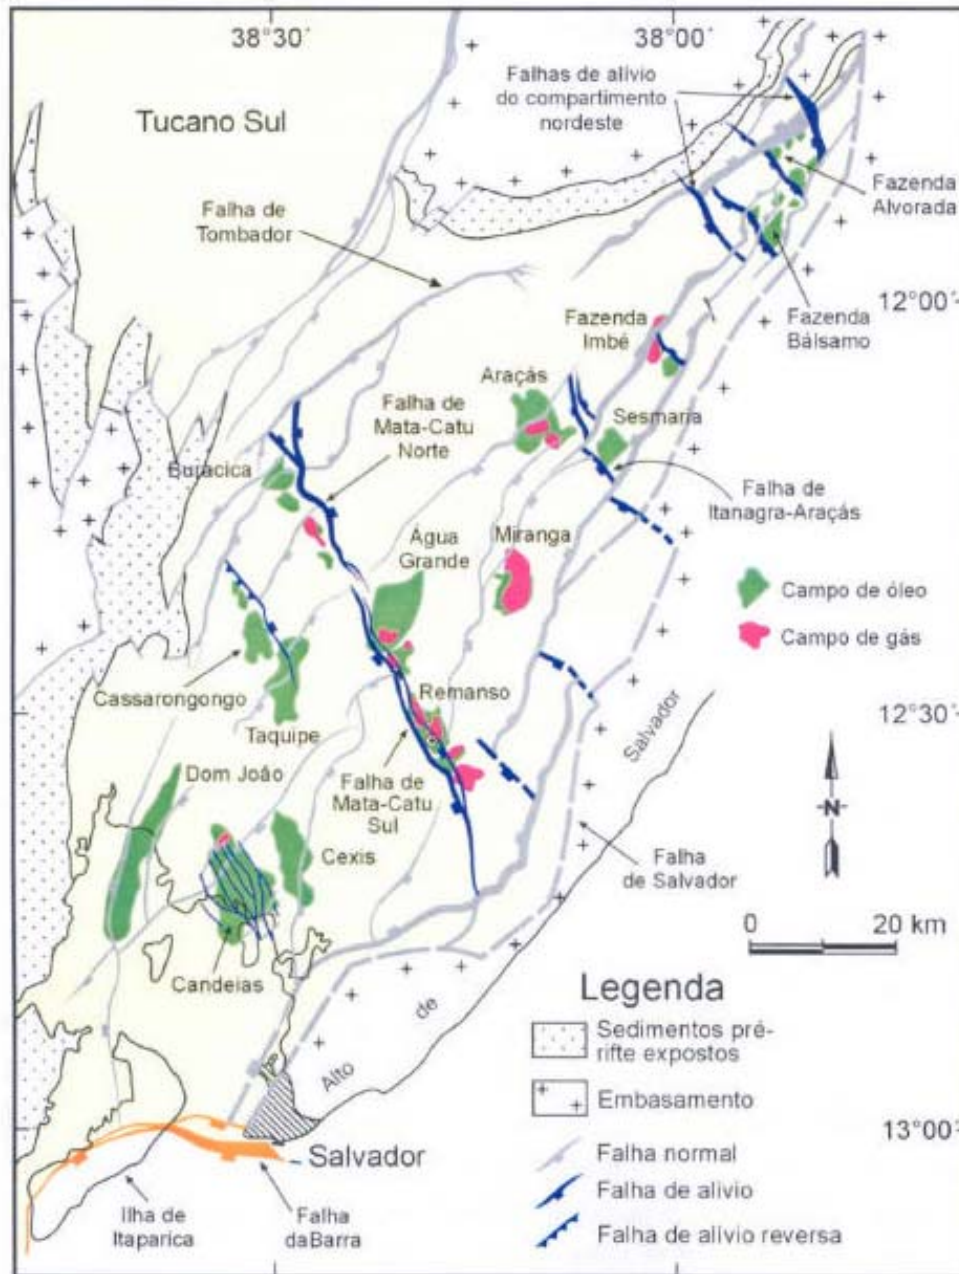 38°30'
38°00'
Falhas de alívio
do compartimento
nordeste
Tucano Sul
Fazenda
Alvorada
Falha de
Tombador
12°00'
Fazenda
Bálsamo
Fazenda
Imbé
Araçás
Sesmaria
Falha de
Mata-Catu
Norte
Buracica
Falha de
Itanagra-Araçás
Água
Grande
Miranga
Campo de óleo
Campo de gás
Cassarongongo
Remanso
12°30'
Taquipe
Salvador
Dom João
Falha de
Mata-Catu
Sul
N
Cexis
Falha
de Salvador
0 20 km
Candeias
de
Alto
Legenda
Sedimentos pré-
rifte expostos
Embasamento
13°00'
Falha normal
Salvador
Falha de alivio
Ilha de
Itaparica
Falha
daBarra
Falha de alivio reversa